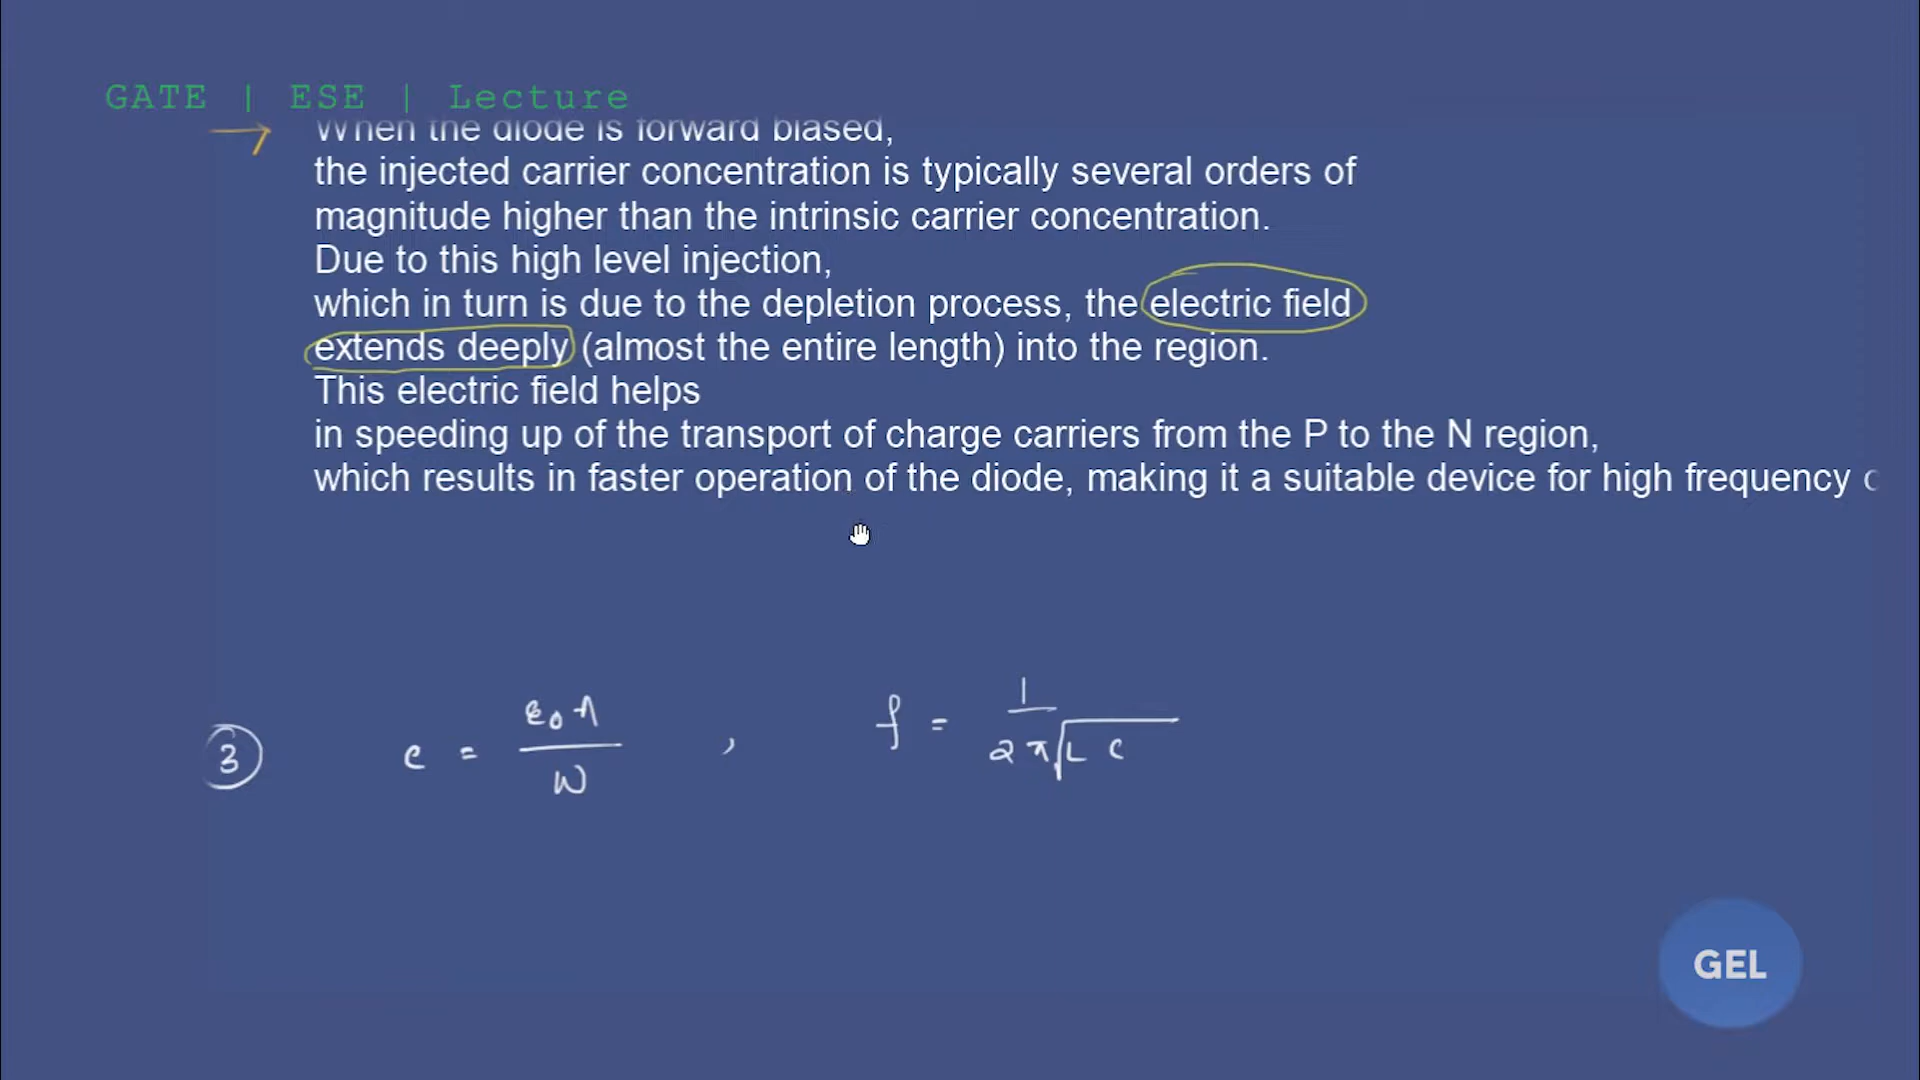 GATE | ESE | Lecture
When the diode is forward biased,
the injected carrier concentration is typically several orders of
magnitude higher than the intrinsic carrier concentration.
Due to this high level injection,
which in turn is due to the depletion process, the electric field
extends deeply (almost the entire length) into the region.
This electric field helps
in speeding up of the transport of charge carriers from the P to the N region,
which results in faster operation of the diode, making it a suitable device for high frequency
③ c = ε₀A / W , f = 1 / 2π√LC
GEL